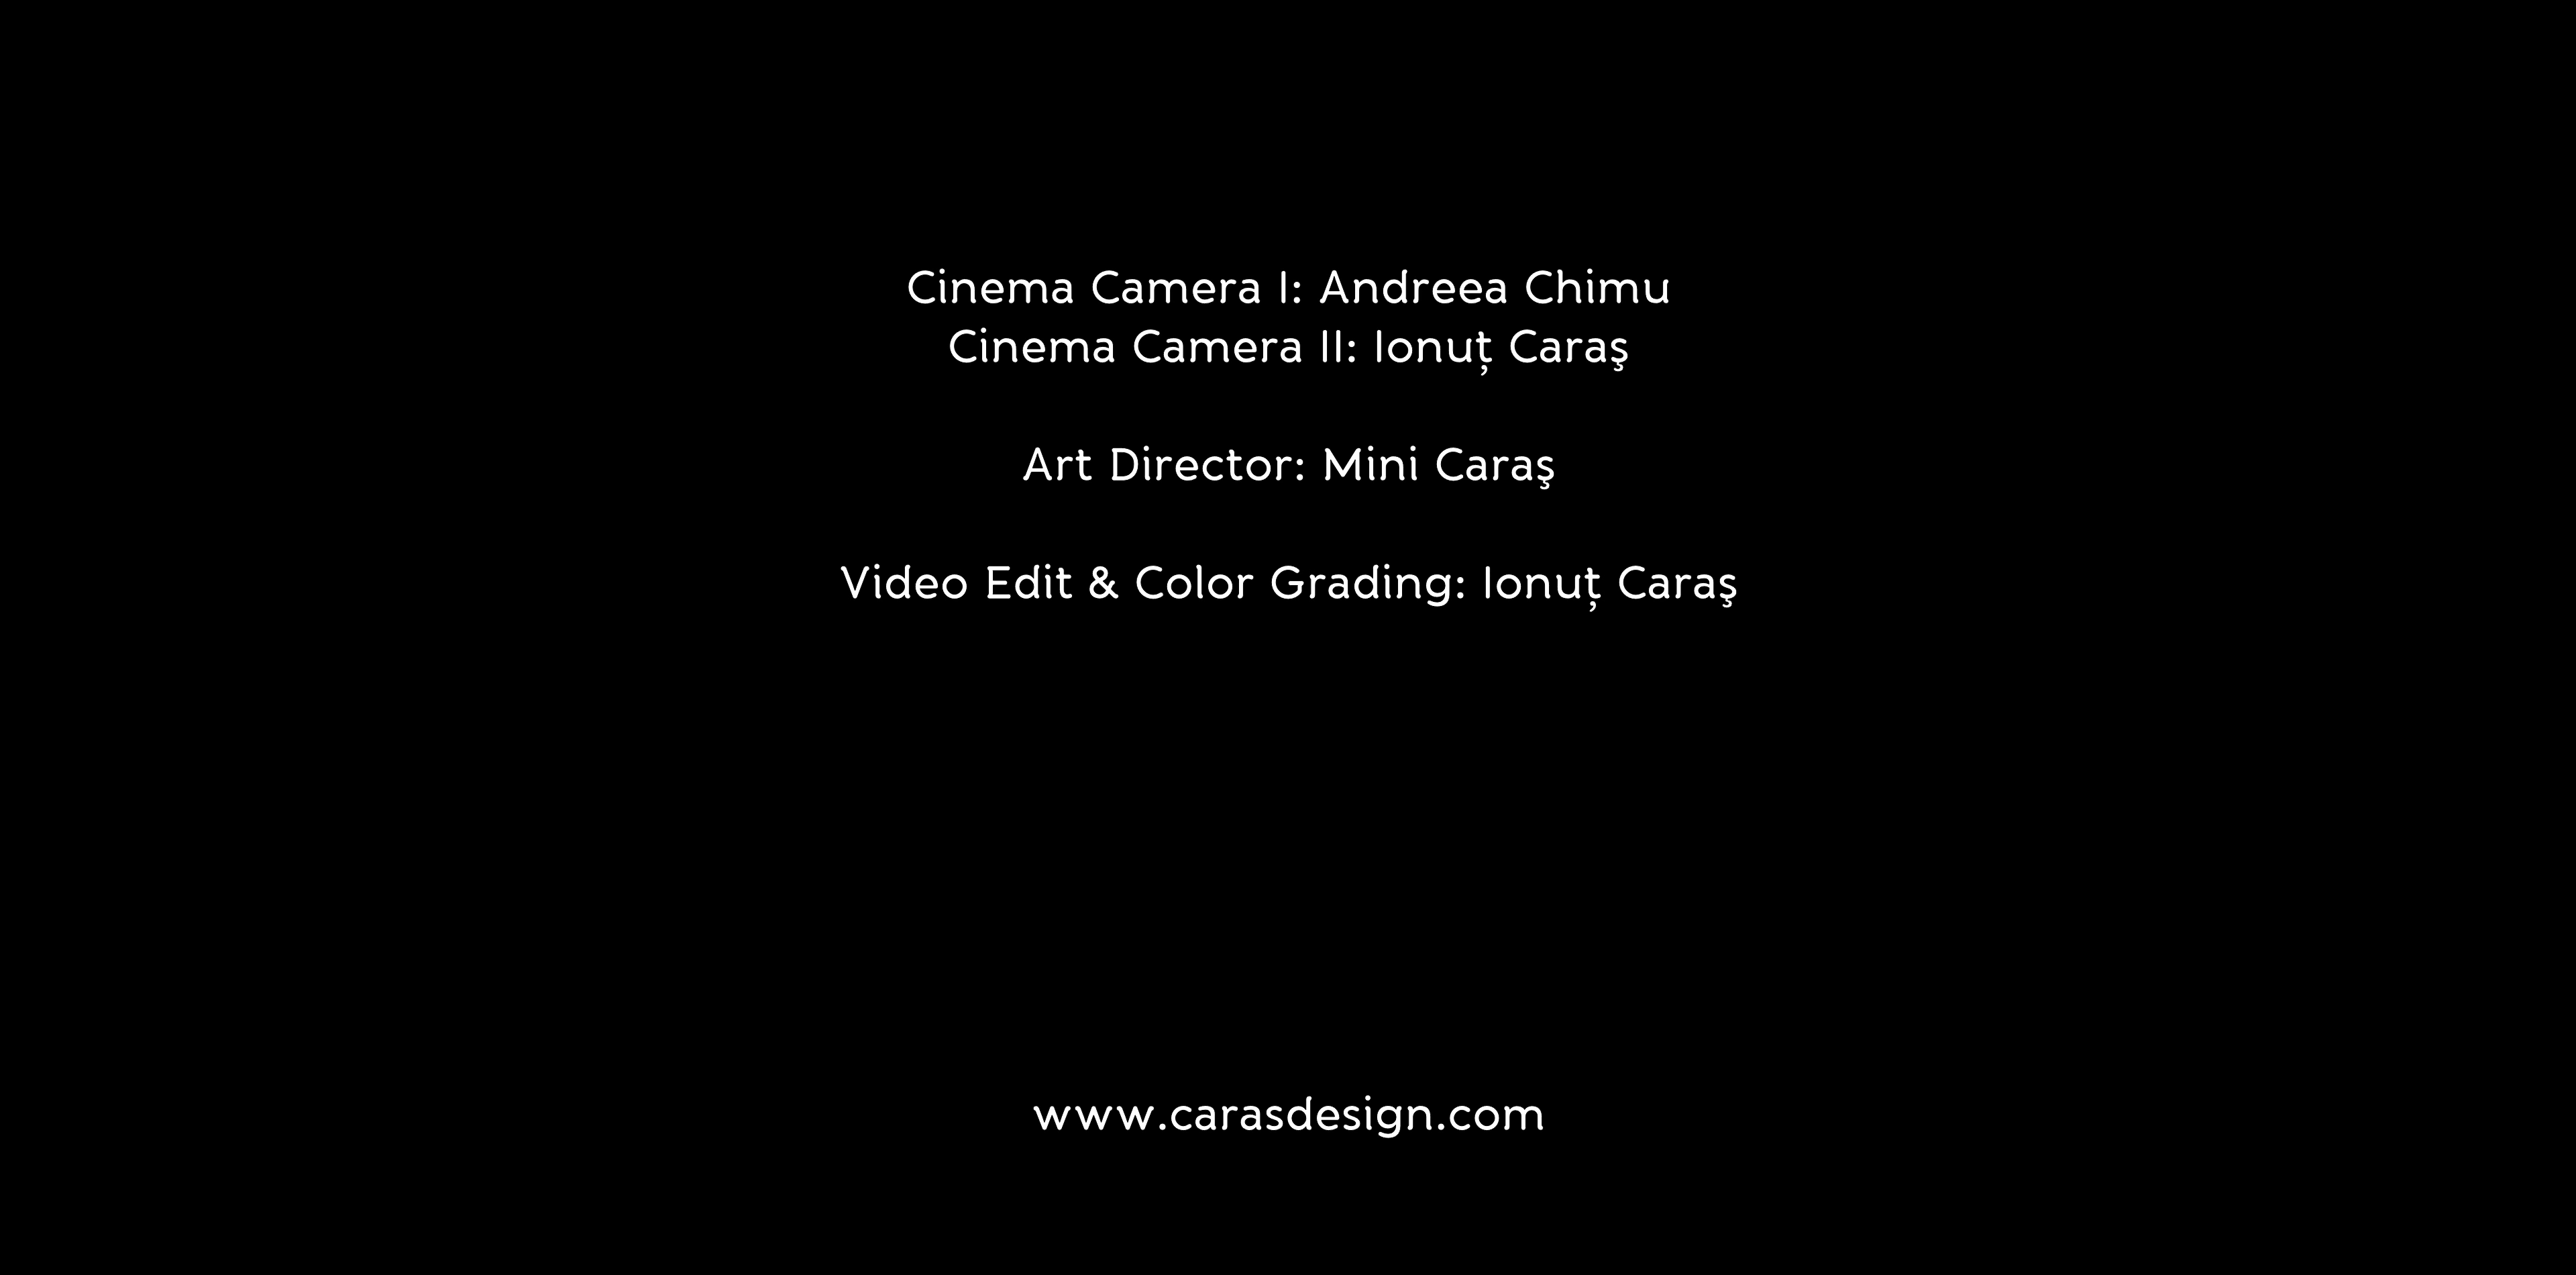 Cinema Camera I: Andreea Chimu
Cinema Camera II: Ionuț Caraş
Art Director: Mini Caraş
Video Edit & Color Grading: Ionuț Caraş
www.carasdesign.com